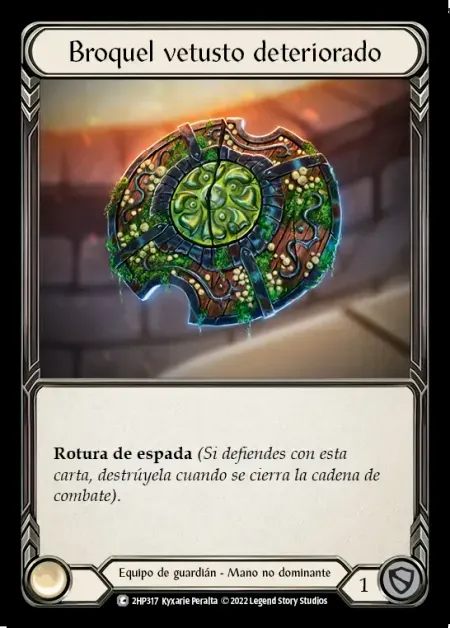 Broquel vetusto deteriorado
Rotura de espada (Si defiendes con esta
carta, destrúyela cuando se cierra la cadena de
combate).
Equipo de guardián - Mano no dominante
1
C 2HP317 Kyxarie Peralta © 2022 Legend Story Studios